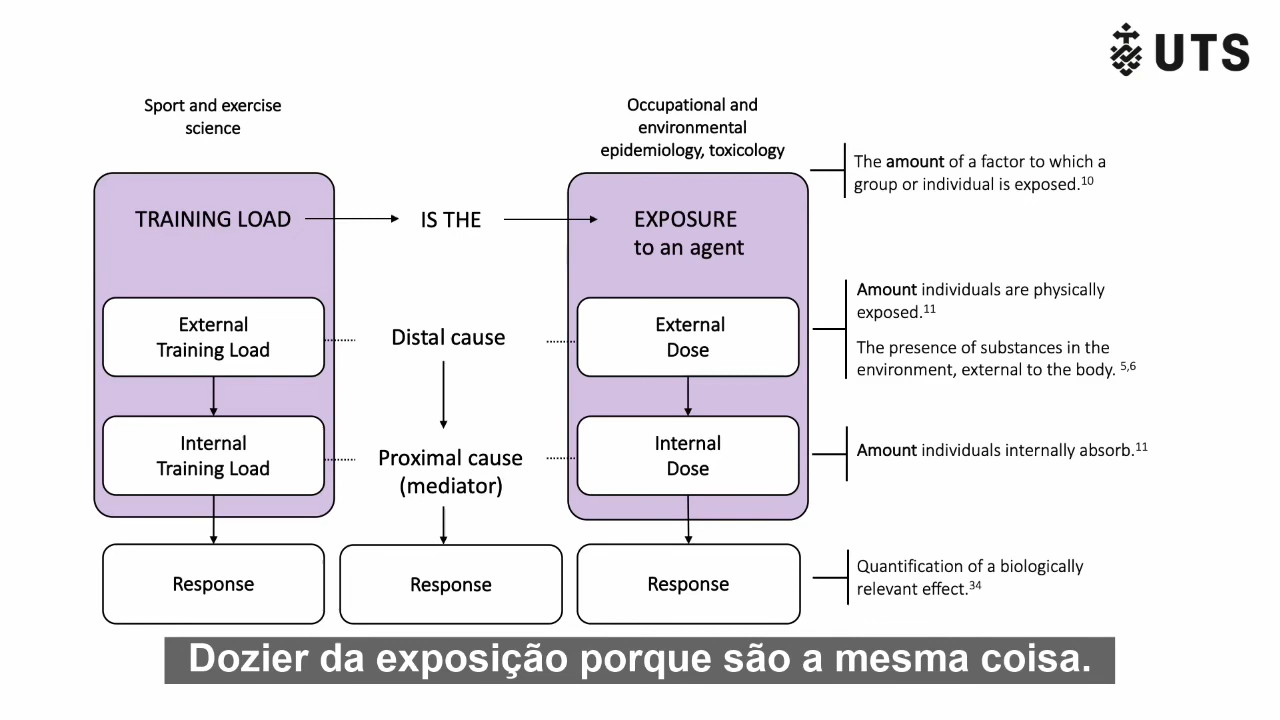 UTS
Sport and exercise
science
Occupational and
environmental
epidemiology, toxicology
The amount of a factor to which a
group or individual is exposed.10
TRAINING LOAD
IS THE
EXPOSURE
to an agent
External
Training Load
Distal cause
External
Dose
Amount individuals are physically
exposed.11
The presence of substances in the
environment, external to the body. 5,6
Internal
Training Load
Proximal cause
(mediator)
Internal
Dose
Amount individuals internally absorb.11
Response
Response
Response
Quantification of a biologically
relevant effect.34
Dozier da exposição porque são a mesma coisa.